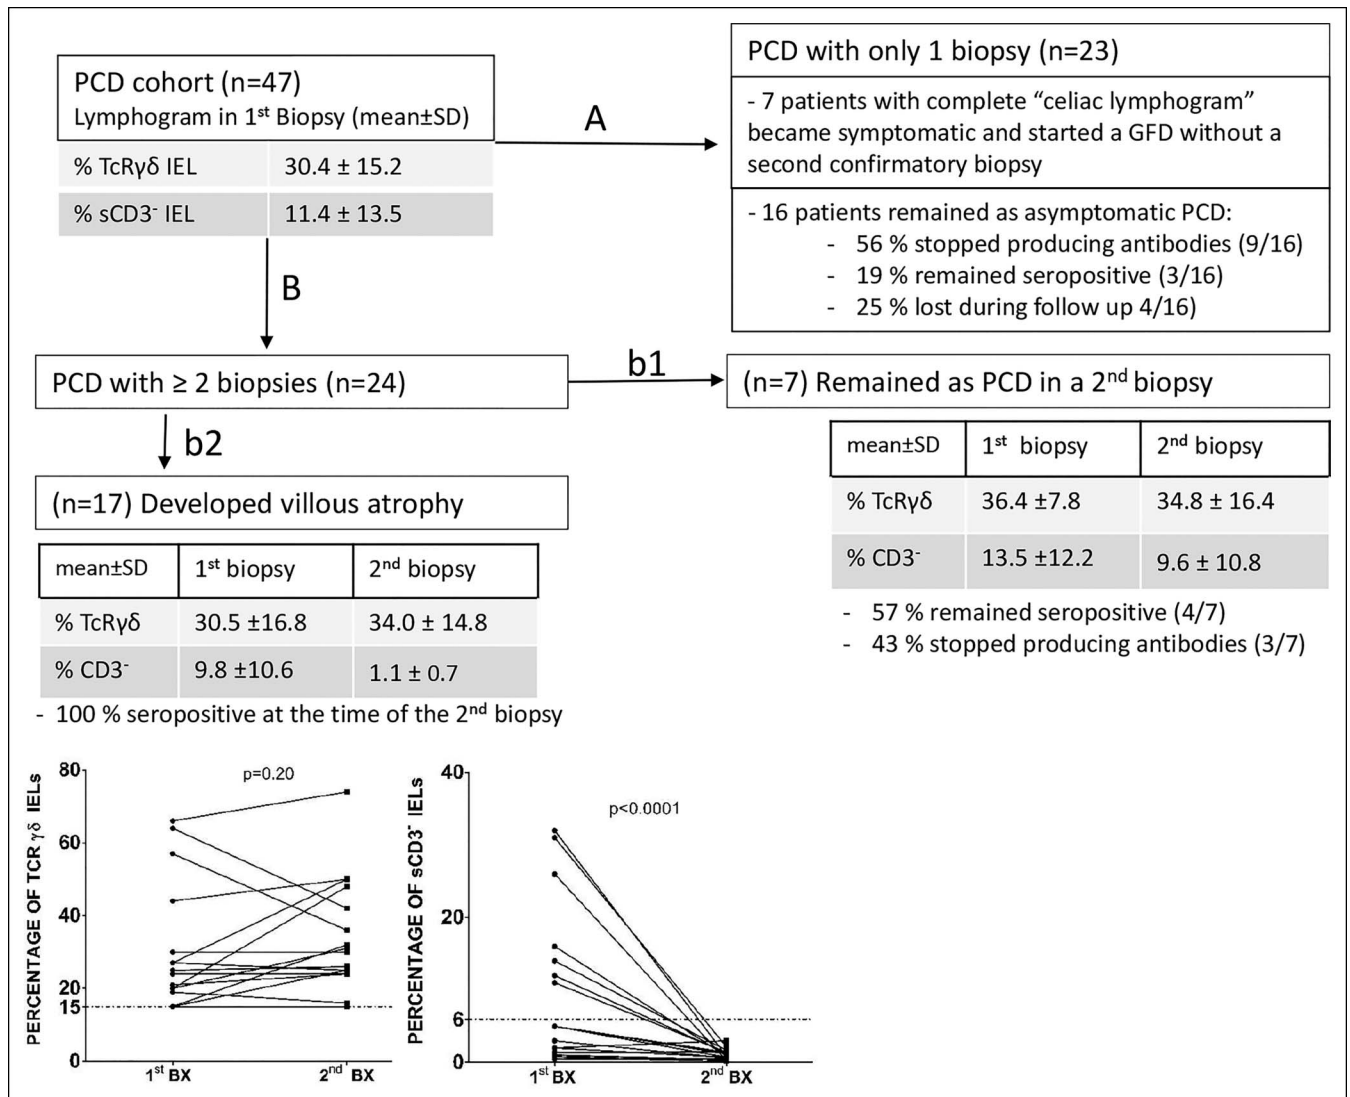 PCD cohort (n=47)
Lymphogram in 1st Biopsy (mean±SD)
% TcRγδ IEL 30.4 ± 15.2
% sCD3- IEL 11.4 ± 13.5
A
PCD with only 1 biopsy (n=23)
- 7 patients with complete “celiac lymphogram”
became symptomatic and started a GFD without a
second confirmatory biopsy
- 16 patients remained as asymptomatic PCD:
- 56 % stopped producing antibodies (9/16)
- 19 % remained seropositive (3/16)
- 25 % lost during follow up 4/16)
B
PCD with ≥ 2 biopsies (n=24)
b1
(n=7) Remained as PCD in a 2nd biopsy
mean±SD 1st biopsy 2nd biopsy
% TcRγδ 36.4 ±7.8 34.8 ± 16.4
% CD3- 13.5 ±12.2 9.6 ± 10.8
- 57 % remained seropositive (4/7)
- 43 % stopped producing antibodies (3/7)
b2
(n=17) Developed villous atrophy
mean±SD 1st biopsy 2nd biopsy
% TcRγδ 30.5 ±16.8 34.0 ± 14.8
% CD3- 9.8 ±10.6 1.1 ± 0.7
- 100 % seropositive at the time of the 2nd biopsy
PERCENTAGE OF TCR γδ IELs
80
60
40
20
15
0
p=0.20
1st BX
2nd BX
PERCENTAGE OF sCD3- IELs
40
20
6
0
p<0.0001
1st BX
2nd BX